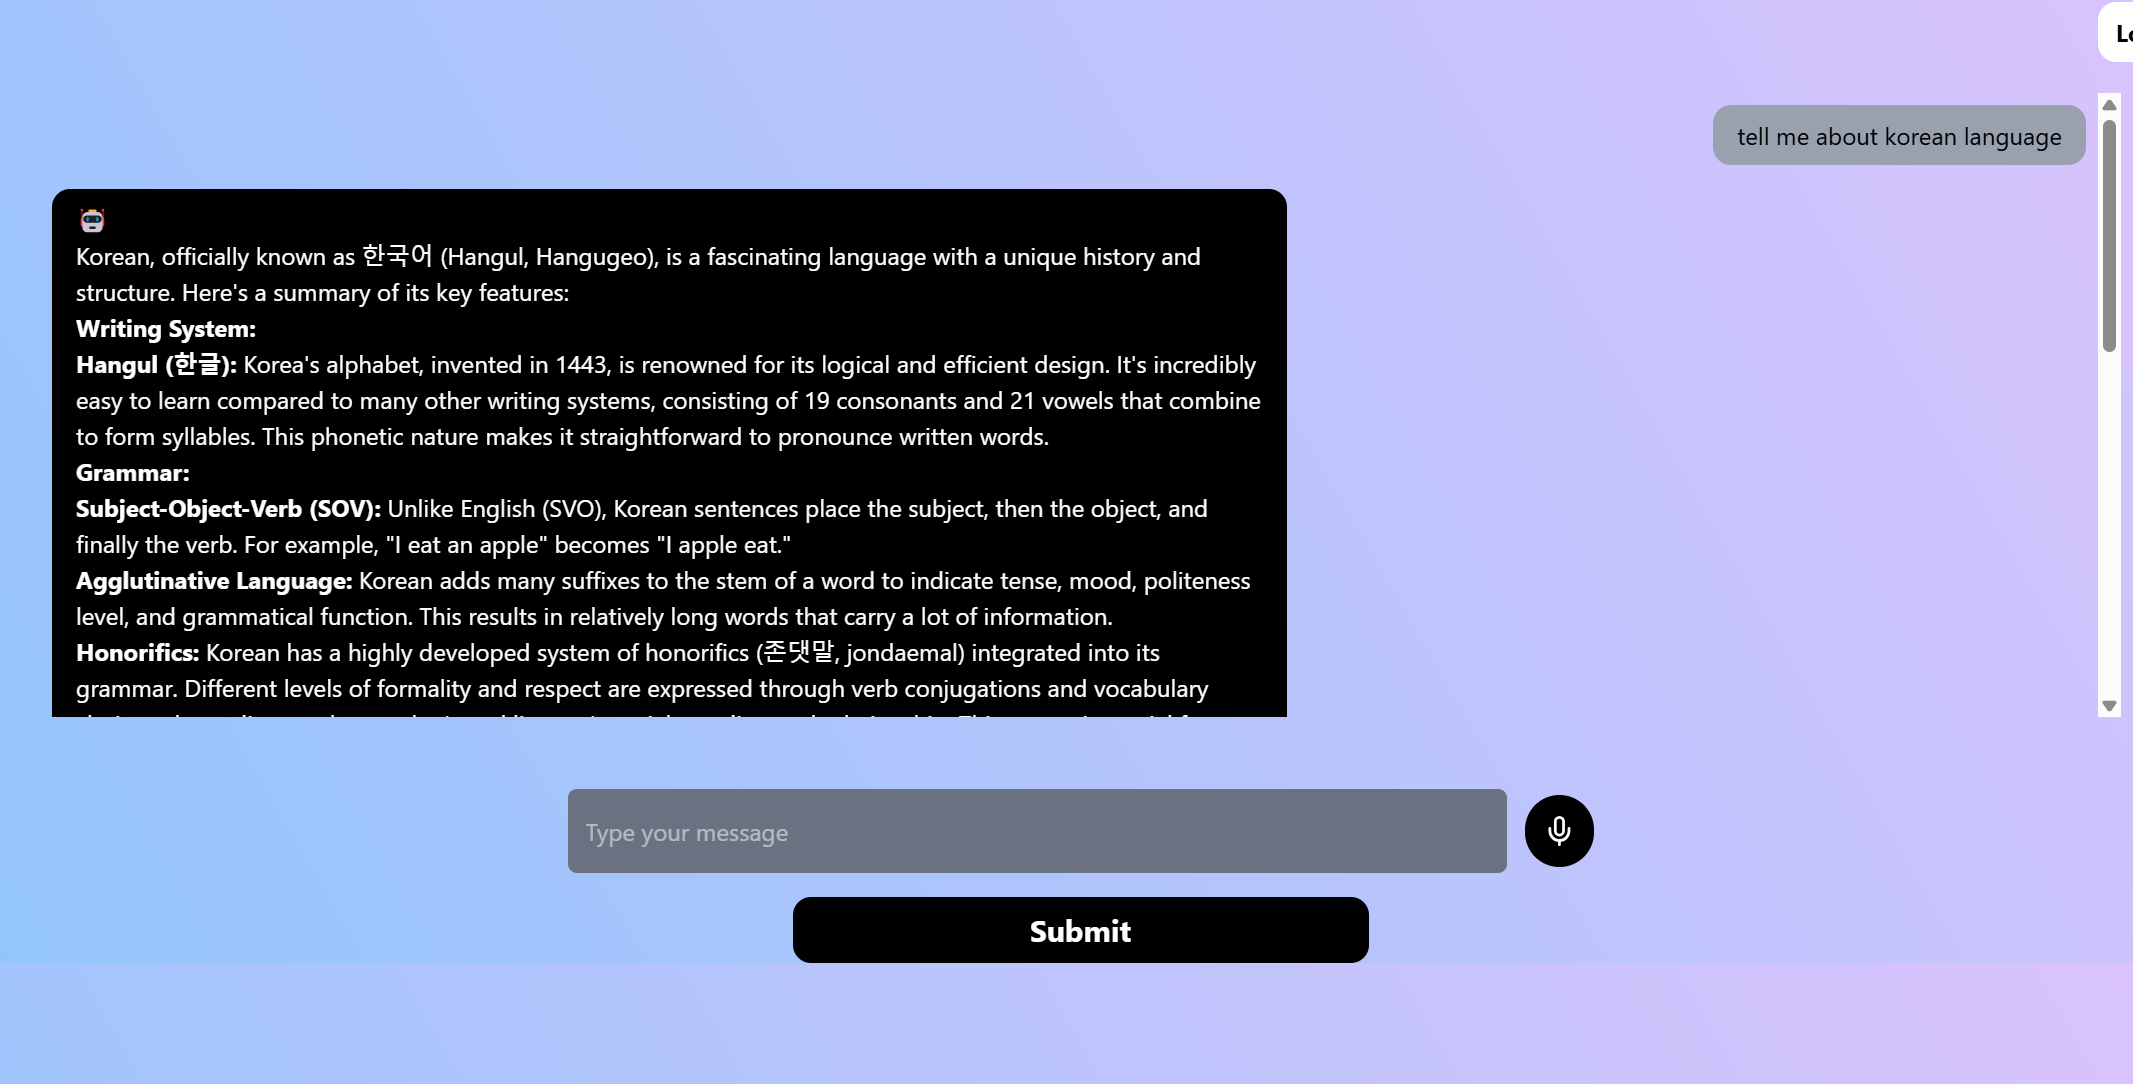 tell me about korean language
Korean, officially known as 한국어 (Hangul, Hangugeo), is a fascinating language with a unique history and
structure. Here's a summary of its key features:
Writing System:
Hangul (한글): Korea's alphabet, invented in 1443, is renowned for its logical and efficient design. It's incredibly
easy to learn compared to many other writing systems, consisting of 19 consonants and 21 vowels that combine
to form syllables. This phonetic nature makes it straightforward to pronounce written words.
Grammar:
Subject-Object-Verb (SOV): Unlike English (SVO), Korean sentences place the subject, then the object, and
finally the verb. For example, "I eat an apple" becomes "I apple eat."
Agglutinative Language: Korean adds many suffixes to the stem of a word to indicate tense, mood, politeness
level, and grammatical function. This results in relatively long words that carry a lot of information.
Honorifics: Korean has a highly developed system of honorifics (존댓말, jondaemal) integrated into its
grammar. Different levels of formality and respect are expressed through verb conjugations and vocabulary
Type your message
Submit